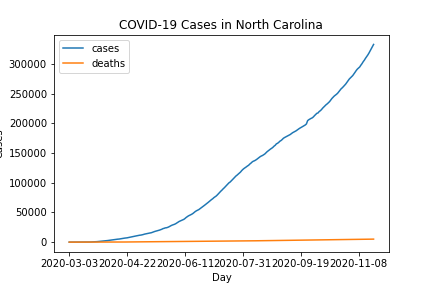 COVID-19 Cases in North Carolina
cases
deaths
300000
250000
200000
150000
100000
50000
0
cases
2020-03-03 2020-04-22 2020-06-11 2020-07-31 2020-09-19 2020-11-08
Day